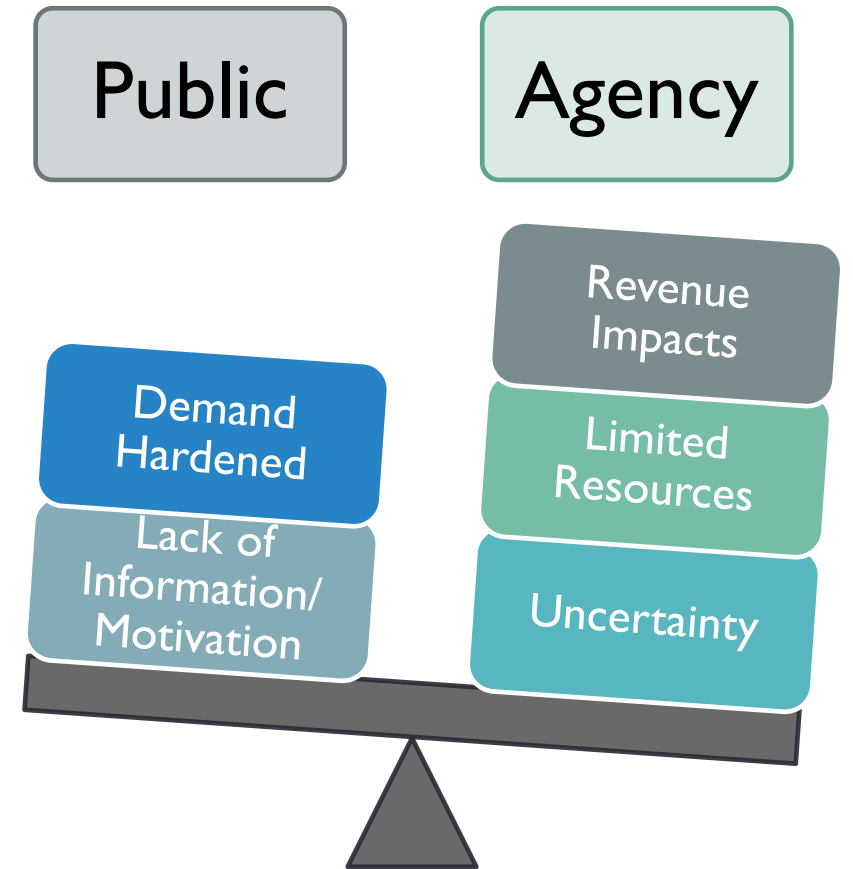 Public
Agency
Demand
Hardened
Lack of
Information/
Motivation
Revenue
Impacts
Limited
Resources
Uncertainty